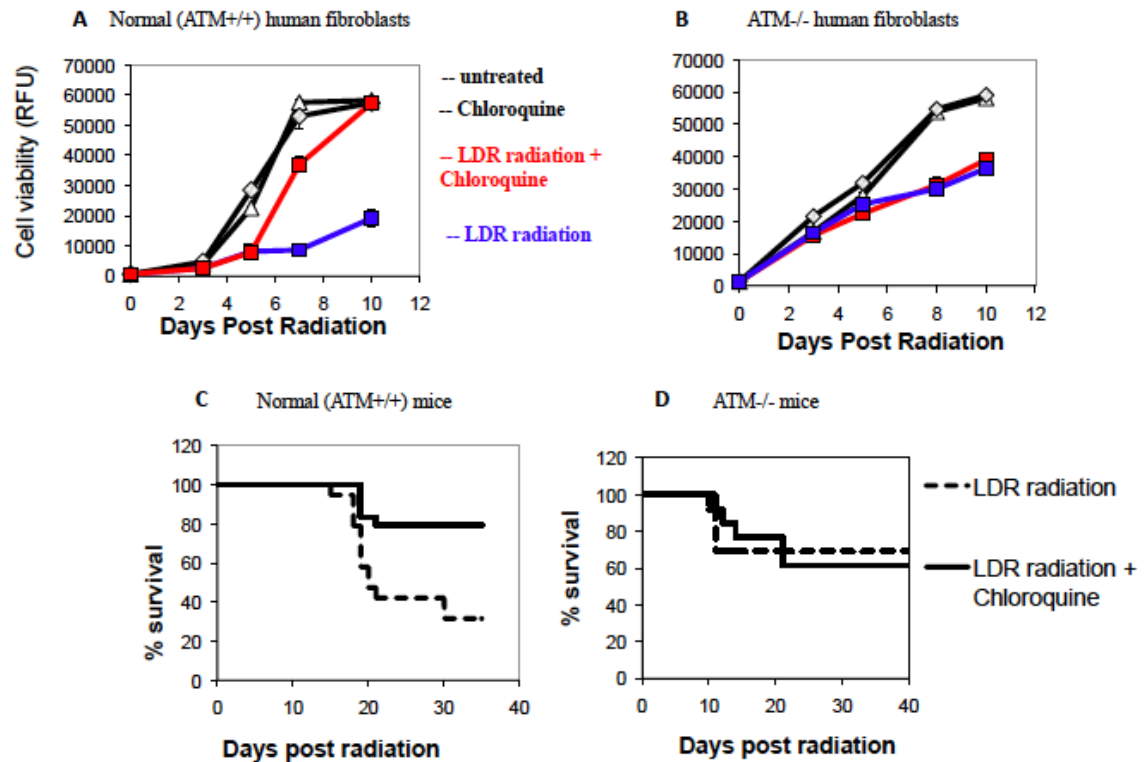 A Normal (ATM+/+) human fibroblasts
Cell viability (RFU)
70000
60000
50000
40000
30000
20000
10000
0
0 2 4 6 8 10 12
Days Post Radiation
-- untreated
-- Chloroquine
-- LDR radiation +
Chloroquine
-- LDR radiation
B ATM-/- human fibroblasts
70000
60000
50000
40000
30000
20000
10000
0
0 3 6 8 10 12
Days Post Radiation
C Normal (ATM+/+) mice
% survival
120
100
80
60
40
20
0
0 10 20 30 40
Days post radiation
D ATM-/- mice
% survival
120
100
80
60
40
20
0
0 10 20 30 40
Days post radiation
LDR radiation
LDR radiation +
Chloroquine